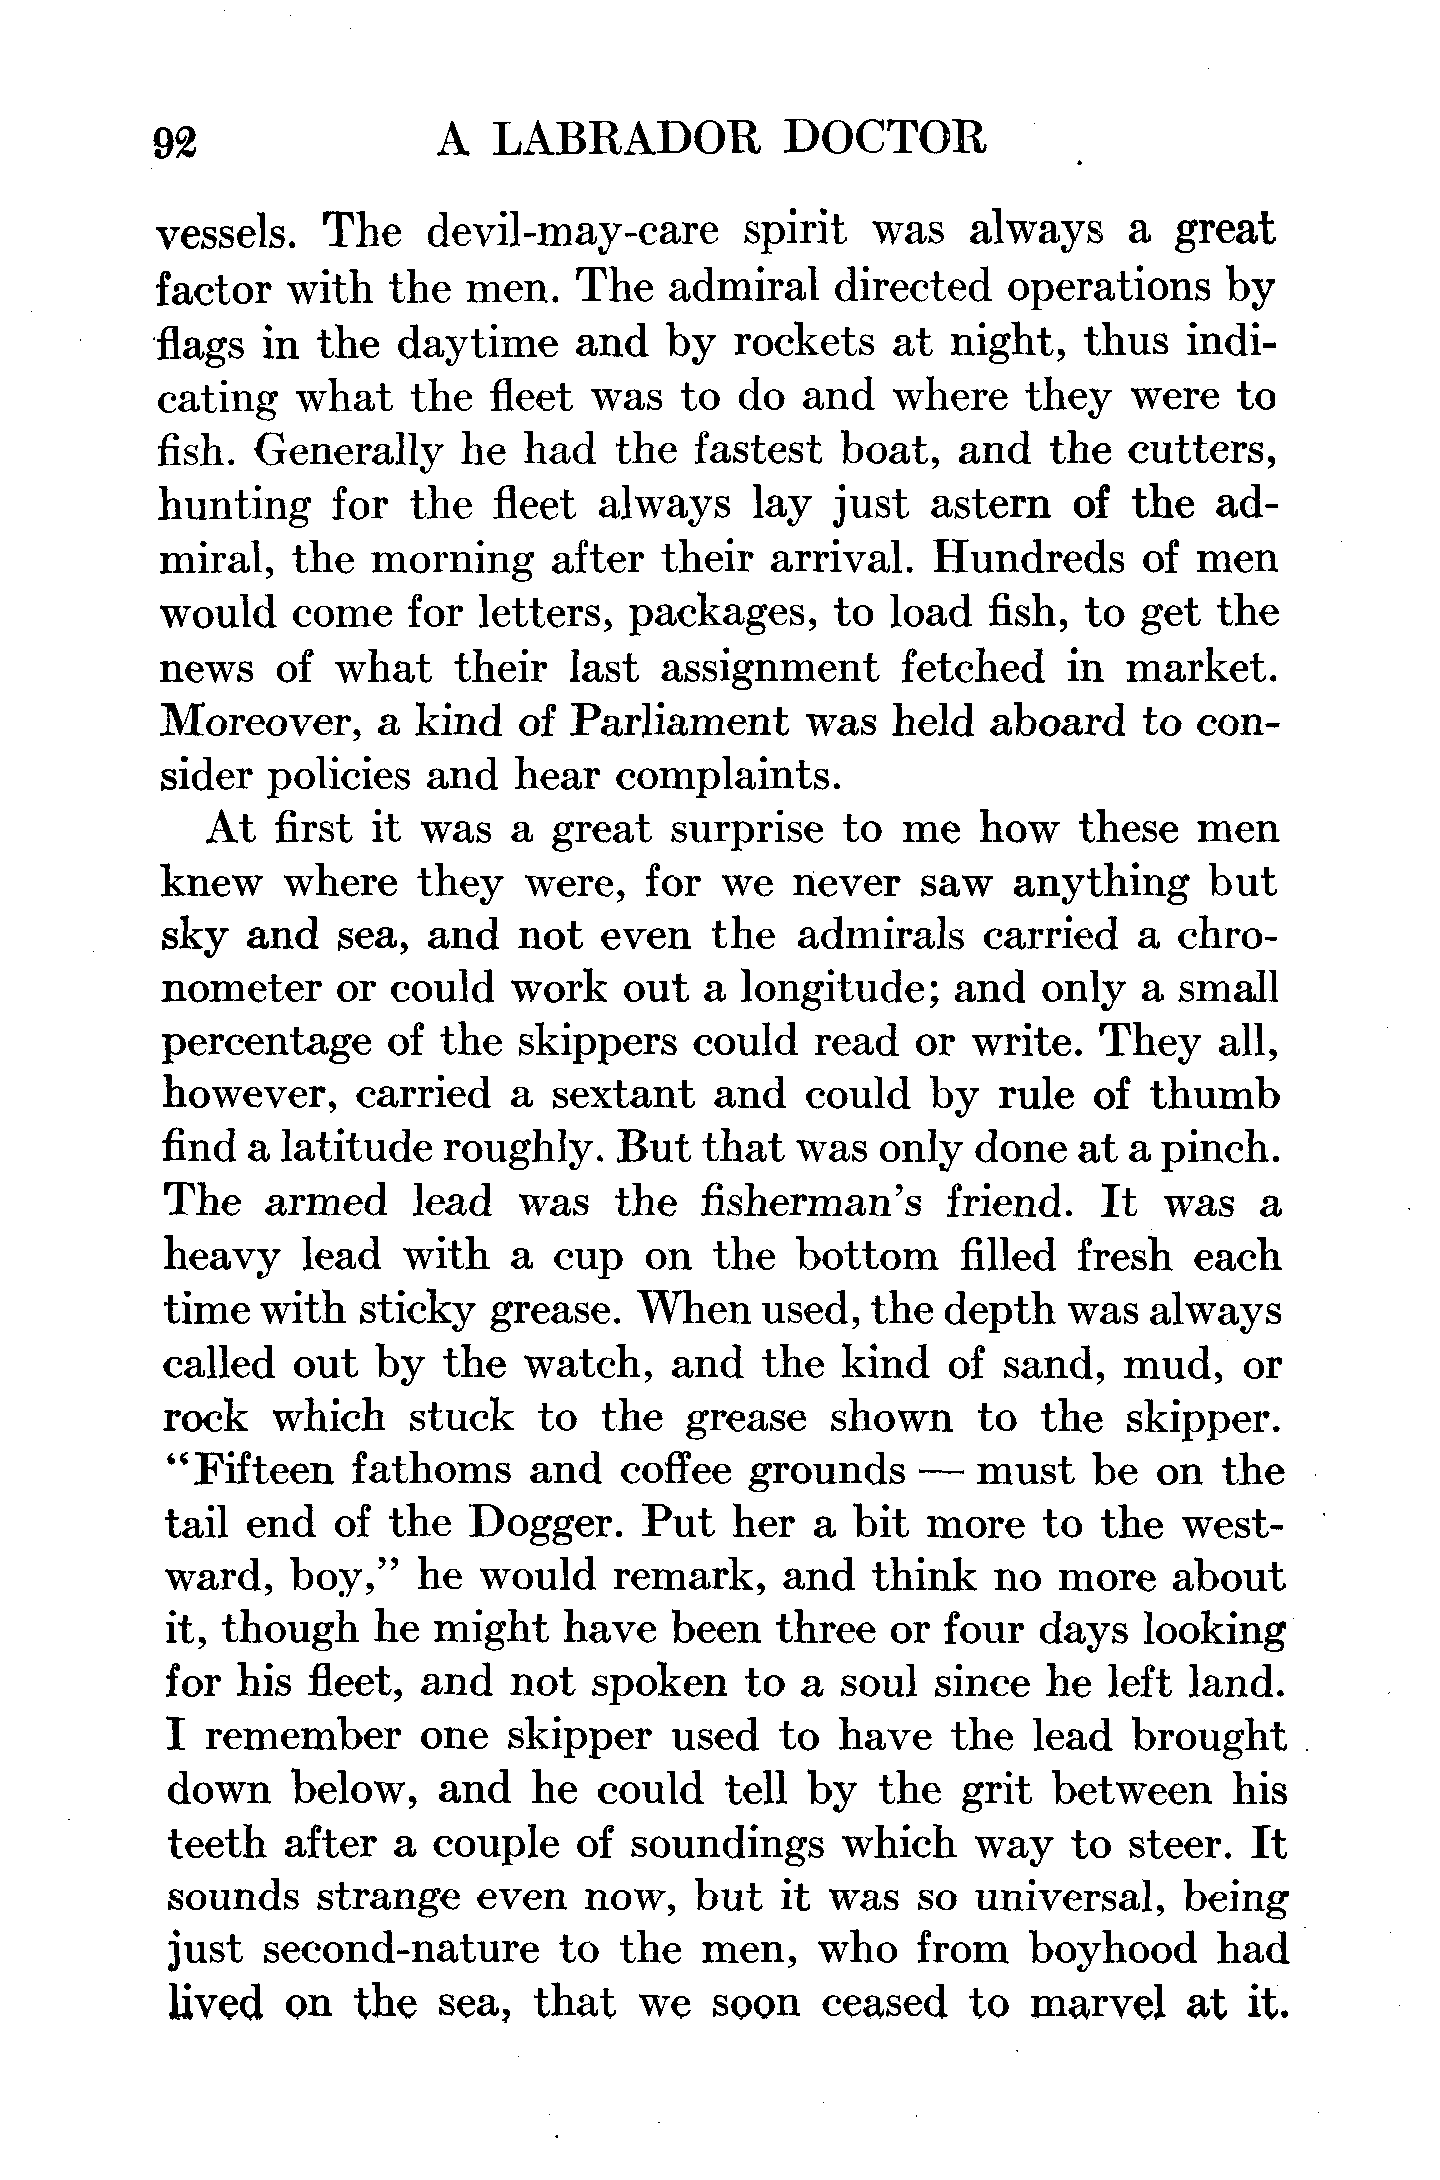 92 A LABRADOR DOCTOR
vessels. The devil-may-care spirit was always a great
factor with the men. The admiral directed operations by
flags in the daytime and by rockets at night, thus indi-
cating what the fleet was to do and where they were to
fish. Generally he had the fastest boat, and the cutters,
hunting for the fleet always lay just astern of the ad-
miral, the morning after their arrival. Hundreds of men
would come for letters, packages, to load fish, to get the
news of what their last assignment fetched in market.
Moreover, a kind of Parliament was held aboard to con-
sider policies and hear complaints.
At first it was a great surprise to me how these men
knew where they were, for we never saw anything but
sky and sea, and not even the admirals carried a chro-
nometer or could work out a longitude; and only a small
percentage of the skippers could read or write. They all,
however, carried a sextant and could by rule of thumb
find a latitude roughly. But that was only done at a pinch.
The armed lead was the fisherman's friend. It was a
heavy lead with a cup on the bottom filled fresh each
time with sticky grease. When used, the depth was always
called out by the watch, and the kind of sand, mud, or
rock which stuck to the grease shown to the skipper.
“Fifteen fathoms and coffee grounds — must be on the
tail end of the Dogger. Put her a bit more to the west-
ward, boy,” he would remark, and think no more about
it, though he might have been three or four days looking
for his fleet, and not spoken to a soul since he left land.
I remember one skipper used to have the lead brought
down below, and he could tell by the grit between his
teeth after a couple of soundings which way to steer. It
sounds strange even now, but it was so universal, being
just second-nature to the men, who from boyhood had
lived on the sea, that we soon ceased to marvel at it.